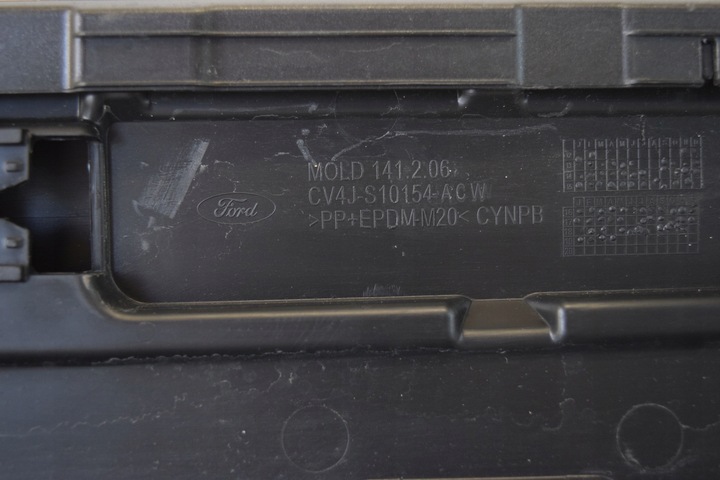 Ford
MOLD 141.2.06
CV4J-S10154-ACW
>PP+EPDM-M20< CYNPB